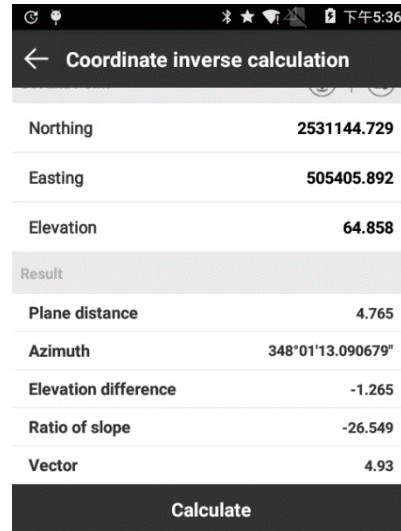 下午5:36
Coordinate inverse calculation
Northing 2531144.729
Easting 505405.892
Elevation 64.858
Result
Plane distance 4.765
Azimuth 348°01'13.090679"
Elevation difference -1.265
Ratio of slope -26.549
Vector 4.93
Calculate